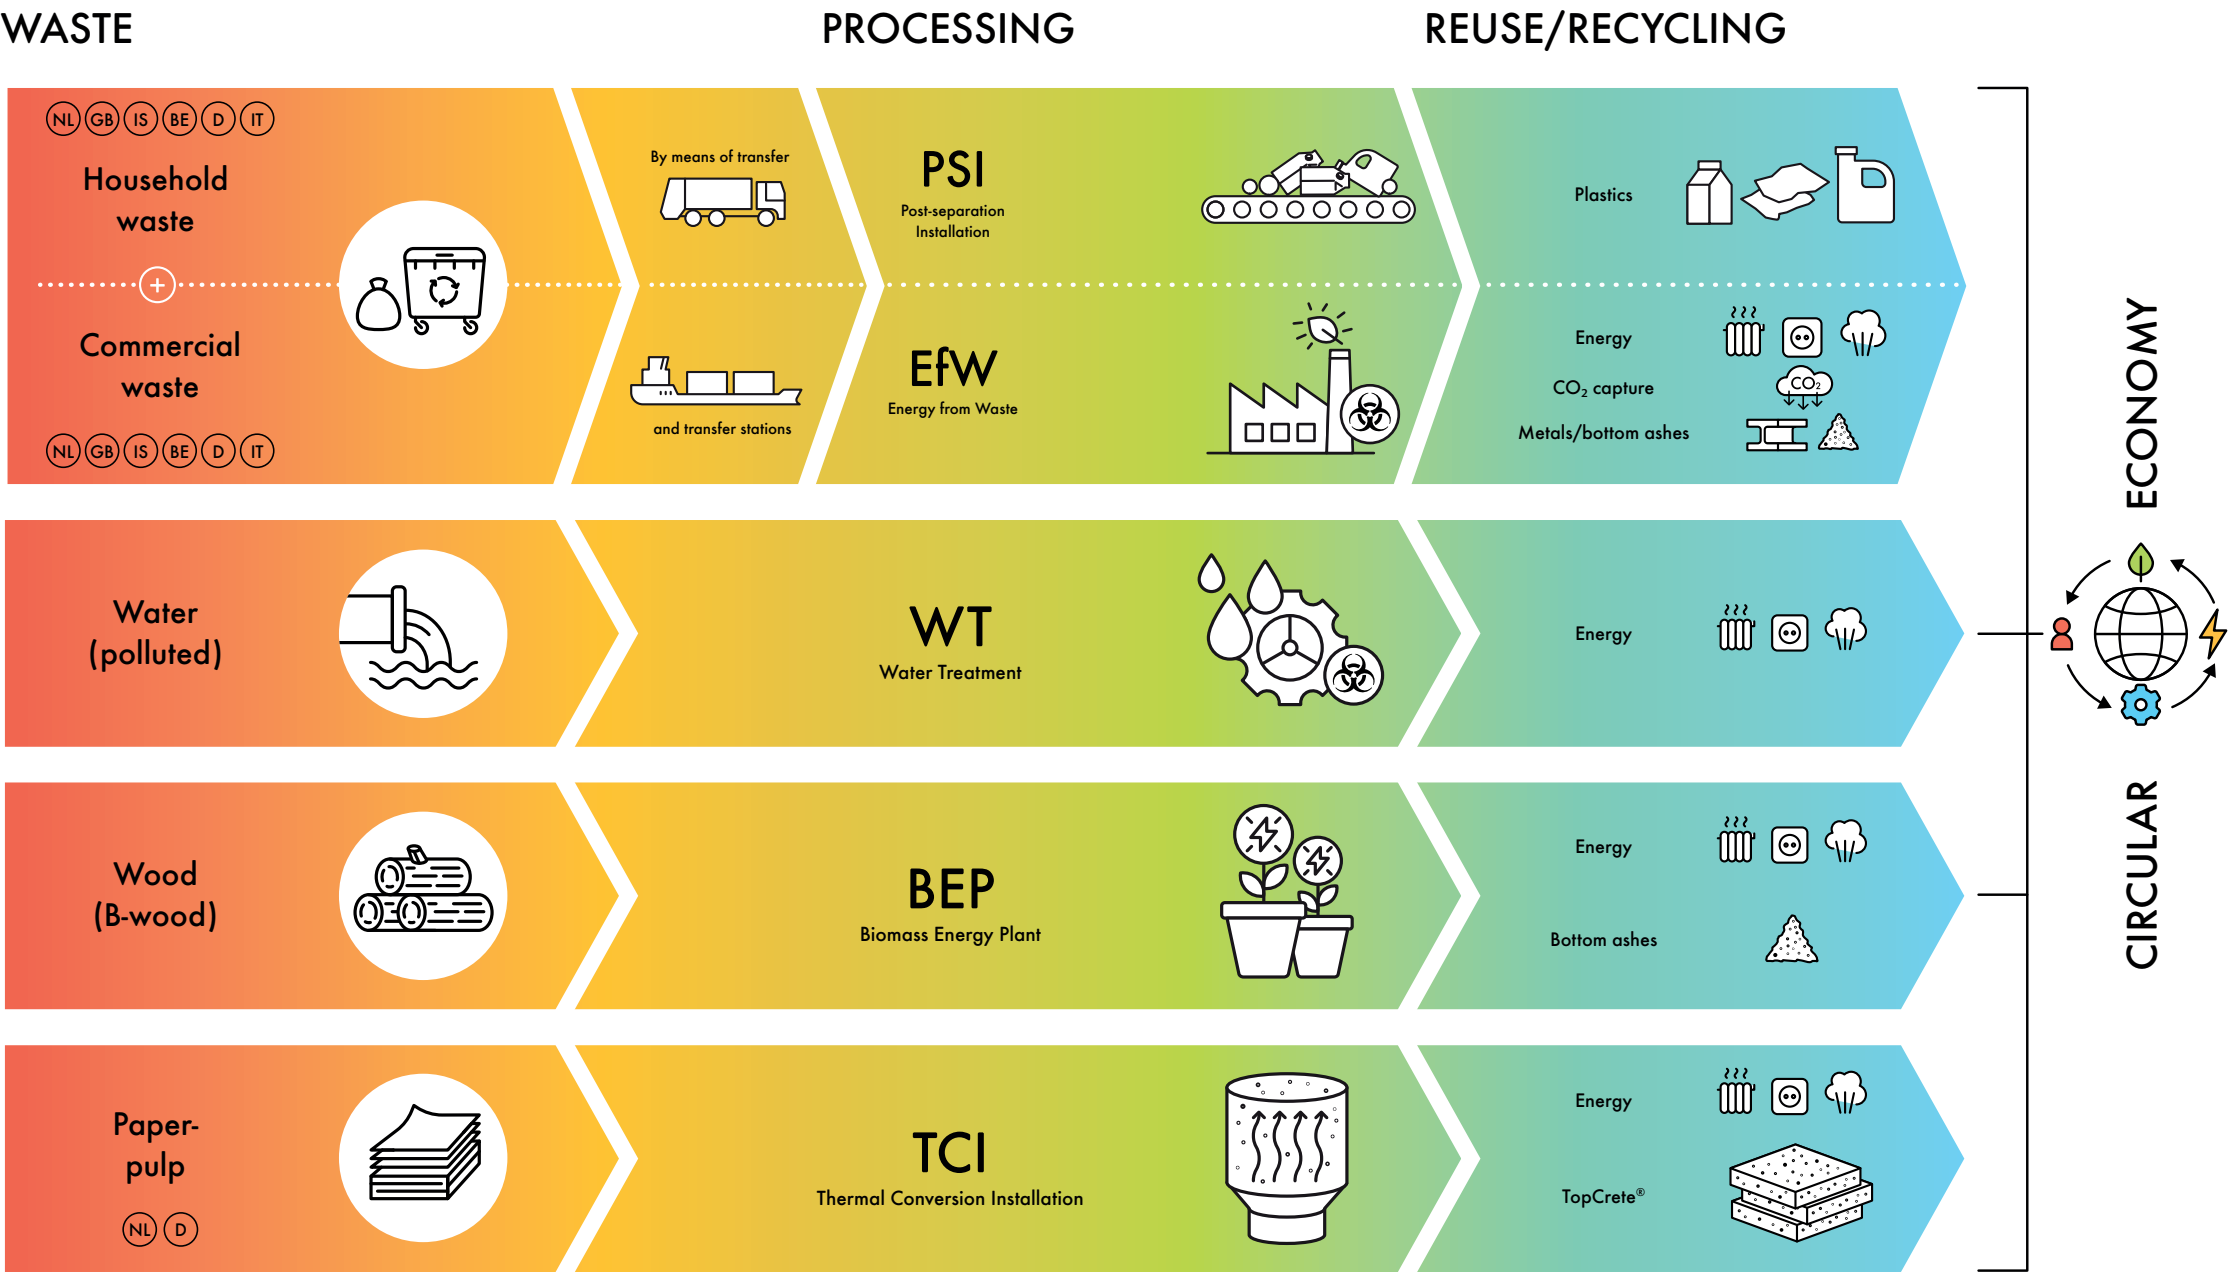 WASTE
PROCESSING
REUSE/RECYCLING
NL GB IS BE D IT
Household
waste
+
Commercial
waste
NL GB IS BE D IT
By means of transfer
and transfer stations
PSI
Post-separation
Installation
EfW
Energy from Waste
Plastics
Energy
CO₂ capture
CO₂
Metals/bottom ashes
Water
(polluted)
WT
Water Treatment
Energy
Wood
(B-wood)
BEP
Biomass Energy Plant
Energy
Bottom ashes
Paper-
pulp
NL D
TCI
Thermal Conversion Installation
Energy
TopCrete®
CIRCULAR ECONOMY